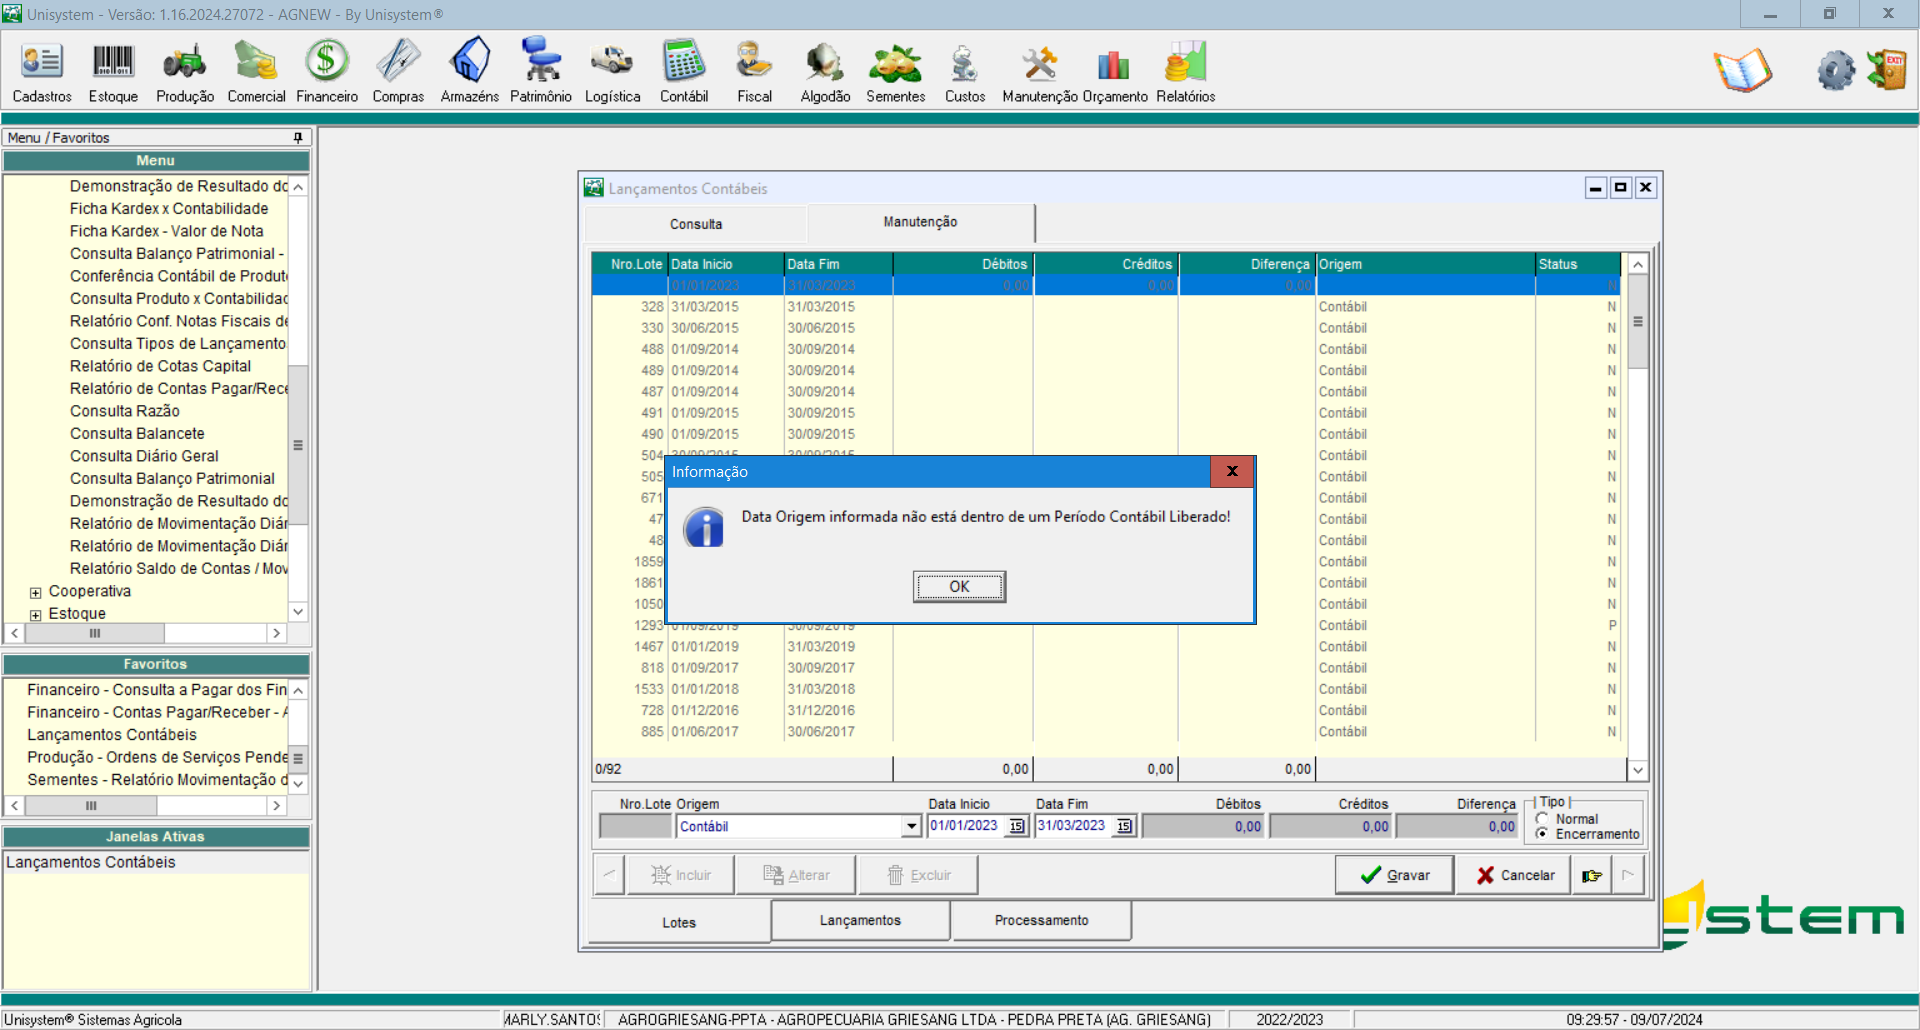 Unisystem - Versão: 1.16.2024.27072 - AGNEW - By Unisystem®
Cadastros Estoque Produção Comercial Financeiro Compras Armazéns Patrimônio Logística Contábil Fiscal Algodão Sementes Custos Manutenção Orçamento Relatórios
EXIT
Menu / Favoritos
Menu
Demonstração de Resultado do
Ficha Kardex x Contabilidade
Ficha Kardex - Valor de Nota
Consulta Balanço Patrimonial -
Conferência Contábil de Produt
Consulta Produto x Contabilidad
Relatório Conf. Notas Fiscais de
Consulta Tipos de Lançamento
Relatório de Cotas Capital
Relatório de Contas Pagar/Rece
Consulta Razão
Consulta Balancete
Consulta Diário Geral
Consulta Balanço Patrimonial
Demonstração de Resultado do
Relatório de Movimentação Diár
Relatório de Movimentação Diár
Relatório Saldo de Contas / Mov
Cooperativa
Estoque
Favoritos
Financeiro - Consulta a Pagar dos Fin
Financeiro - Contas Pagar/Receber - A
Lançamentos Contábeis
Produção - Ordens de Serviços Pende
Sementes - Relatório Movimentação d
Janelas Ativas
Lançamentos Contábeis
Lançamentos Contábeis
Consulta Manutenção
Nro.Lote Data Inicio Data Fim Débitos Créditos Diferença Origem Status
01/01/2023 31/03/2023 0,00 0,00 0,00 N
328 31/03/2015 31/03/2015 Contábil N
330 30/06/2015 30/06/2015 Contábil N
488 01/09/2014 30/09/2014 Contábil N
489 01/09/2014 30/09/2014 Contábil N
487 01/09/2014 30/09/2014 Contábil N
491 01/09/2015 30/09/2015 Contábil N
490 01/09/2015 30/09/2015 Contábil N
504 30/09/2015 30/09/2015 Contábil N
505 Contábil N
671 Contábil N
47 Contábil N
48 Contábil N
1859 Contábil N
1861 Contábil N
1050 Contábil N
1293 01/09/2019 30/09/2019 Contábil P
1467 01/01/2019 31/03/2019 Contábil N
818 01/09/2017 30/09/2017 Contábil N
1533 01/01/2018 31/03/2018 Contábil N
728 01/12/2016 31/12/2016 Contábil N
885 01/06/2017 30/06/2017 Contábil N
0/92 0,00 0,00 0,00
Informação
Data Origem informada não está dentro de um Período Contábil Liberado!
OK
Nro.Lote Origem Data Inicio Data Fim Débitos Créditos Diferença Tipo
Contábil 01/01/2023 15 31/03/2023 15 0,00 0,00 0,00
Normal
Encerramento
Incluir Alterar Excluir Gravar Cancelar
Lotes Lançamentos Processamento
stem
Unisystem® Sistemas Agricola MARLY.SANTOS AGROGRIESANG-PPTA - AGROPECUARIA GRIESANG LTDA - PEDRA PRETA (AG. GRIESANG) 2022/2023 09:29:57 - 09/07/2024